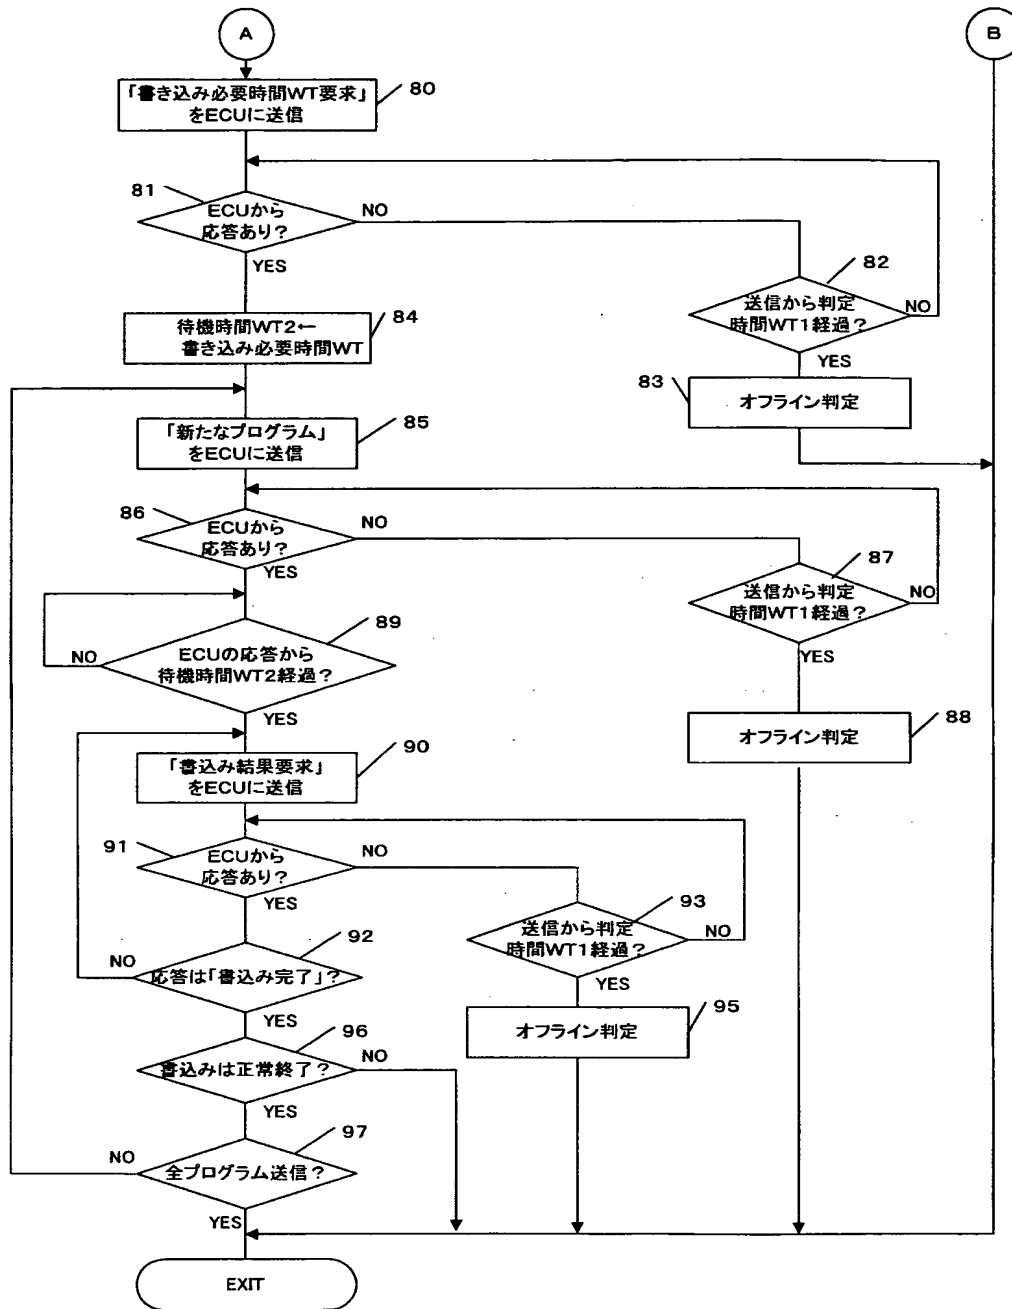 A
B
「書き込み必要時間WT要求」
をECUに送信
80
81
ECUから
応答あり?
NO
YES
82
送信から判定
時間WT1経過?
NO
YES
84
待機時間WT2←
書き込み必要時間WT
83
オフライン判定
85
「新たなプログラム」
をECUに送信
86
ECUから
応答あり?
NO
YES
87
送信から判定
時間WT1経過?
NO
YES
89
ECUの応答から
待機時間WT2経過?
NO
YES
88
オフライン判定
90
「書込み結果要求」
をECUに送信
91
ECUから
応答あり?
NO
YES
93
送信から判定
時間WT1経過?
NO
YES
92
応答は「書込み完了」?
NO
YES
95
オフライン判定
96
書込みは正常終了?
NO
YES
97
全プログラム送信?
NO
YES
EXIT